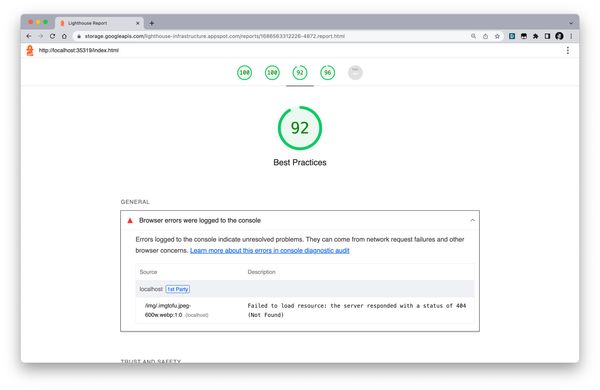 Lighthouse Report
storage.googleapis.com/lighthouse-infrastructure.appspot.com/reports/1686563312226-4872.report.html
http://localhost:35319/index.html
100 100 92 96
92
Best Practices
GENERAL
Browser errors were logged to the console
Errors logged to the console indicate unresolved problems. They can come from network request failures and other
browser concerns. Learn more about this errors in console diagnostic audit
Source Description
localhost 1st Party
/img/.imgtofu.jpeg- Failed to load resource: the server responded with a status of 404
600w.webp:1:0 (localhost) (Not Found)
TRUST AND SAFETY